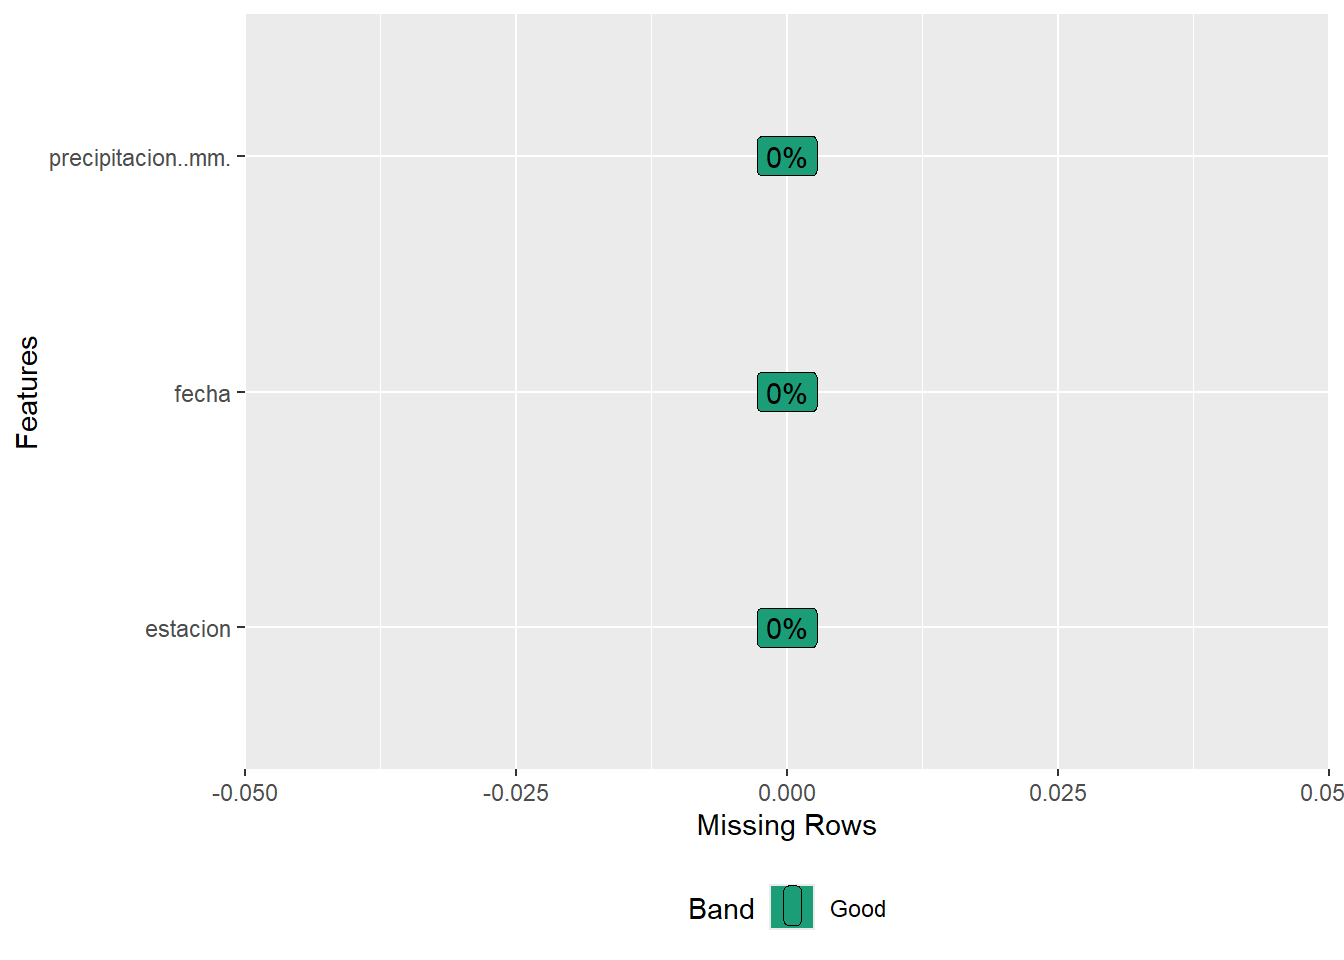 precipitacion..mm.
0%
fecha
0%
estacion
0%
Features
-0.050
-0.025
0.000
0.025
0.05
Missing Rows
Band
Good